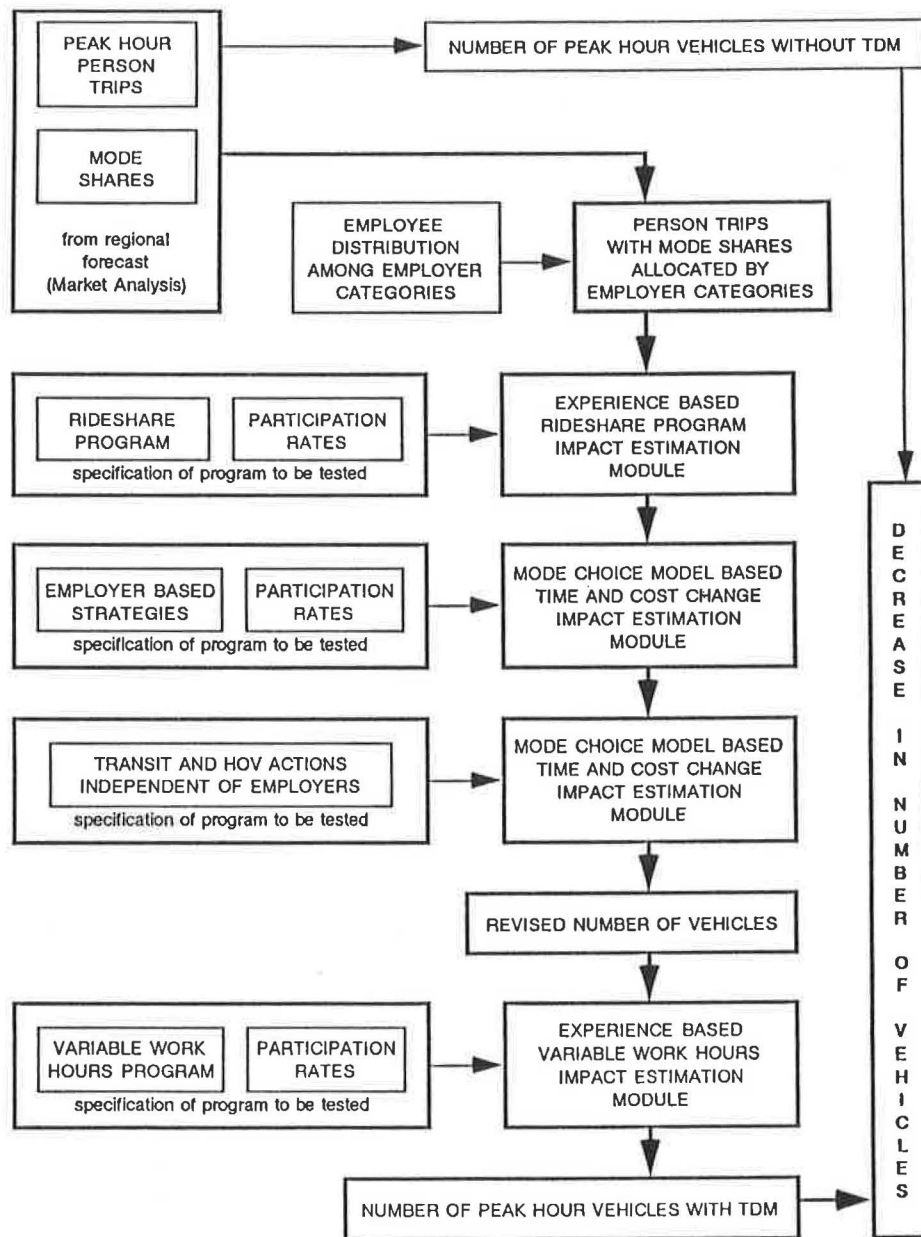 PEAK HOUR
PERSON
TRIPS
MODE
SHARES
from regional
forecast
(Market Analysis)
NUMBER OF PEAK HOUR VEHICLES WITHOUT TDM
EMPLOYEE
DISTRIBUTION
AMONG EMPLOYER
CATEGORIES
PERSON TRIPS
WITH MODE SHARES
ALLOCATED BY
EMPLOYER CATEGORIES
RIDESHARE
PROGRAM
PARTICIPATION
RATES
specification of program to be tested
EXPERIENCE BASED
RIDESHARE PROGRAM
IMPACT ESTIMATION
MODULE
EMPLOYER BASED
STRATEGIES
PARTICIPATION
RATES
specification of program to be tested
MODE CHOICE MODEL BASED
TIME AND COST CHANGE
IMPACT ESTIMATION
MODULE
TRANSIT AND HOV ACTIONS
INDEPENDENT OF EMPLOYERS
specification of program to be tested
MODE CHOICE MODEL BASED
TIME AND COST CHANGE
IMPACT ESTIMATION
MODULE
REVISED NUMBER OF VEHICLES
VARIABLE WORK
HOURS PROGRAM
PARTICIPATION
RATES
specification of program to be tested
EXPERIENCE BASED
VARIABLE WORK HOURS
IMPACT ESTIMATION
MODULE
NUMBER OF PEAK HOUR VEHICLES WITH TDM
DECREASE IN NUMBER OF VEHICLES